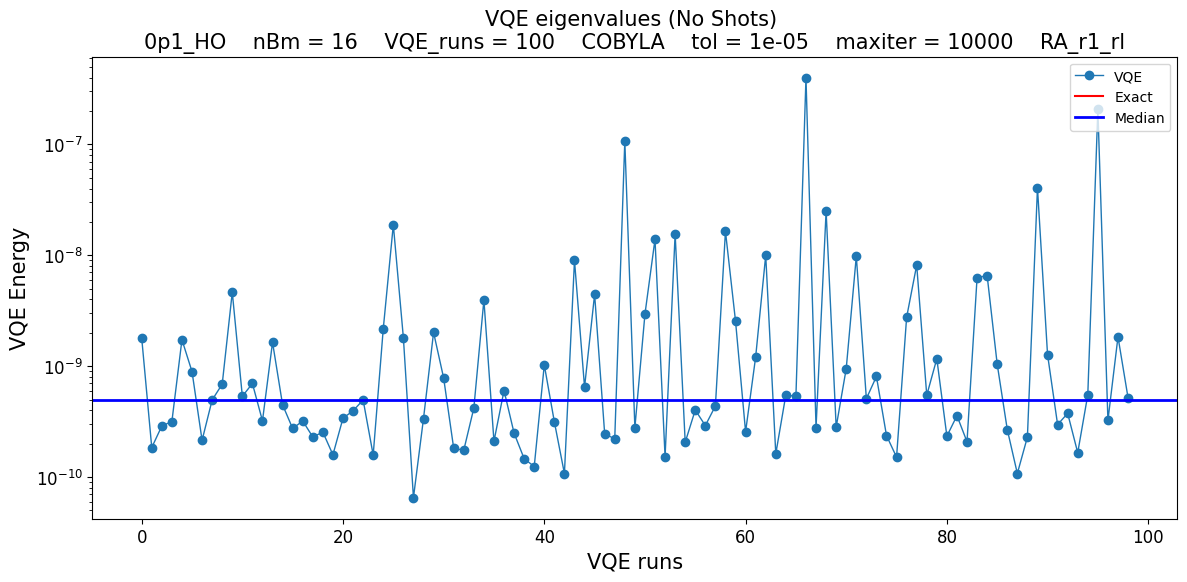 VQE eigenvalues (No Shots)
0p1_HO    nBm = 16    VQE_runs = 100    COBYLA    tol = 1e-05    maxiter = 10000    RA_r1_rl
VQE
Exact
Median
VQE Energy
10⁻⁷
10⁻⁸
10⁻⁹
10⁻¹⁰
0 20 40 60 80 100
VQE runs